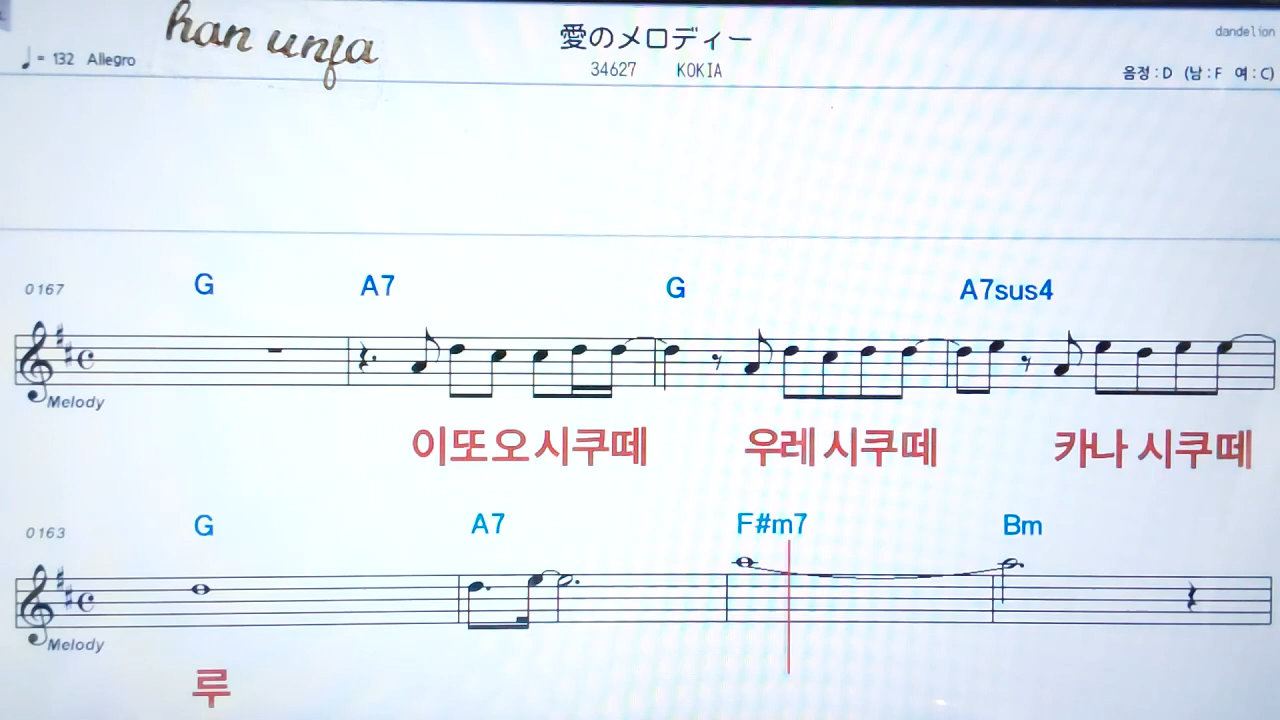 han unfa
愛のメロディー
dandelion
= 132 Allegro
34627 KOKIA
음정:D (남:F 여:C)
0167 G A7 G A7sus4
Melody
이또오 시쿠떼 우레 시쿠떼 카나 시쿠떼
0163 G A7 F#m7 Bm
Melody
루